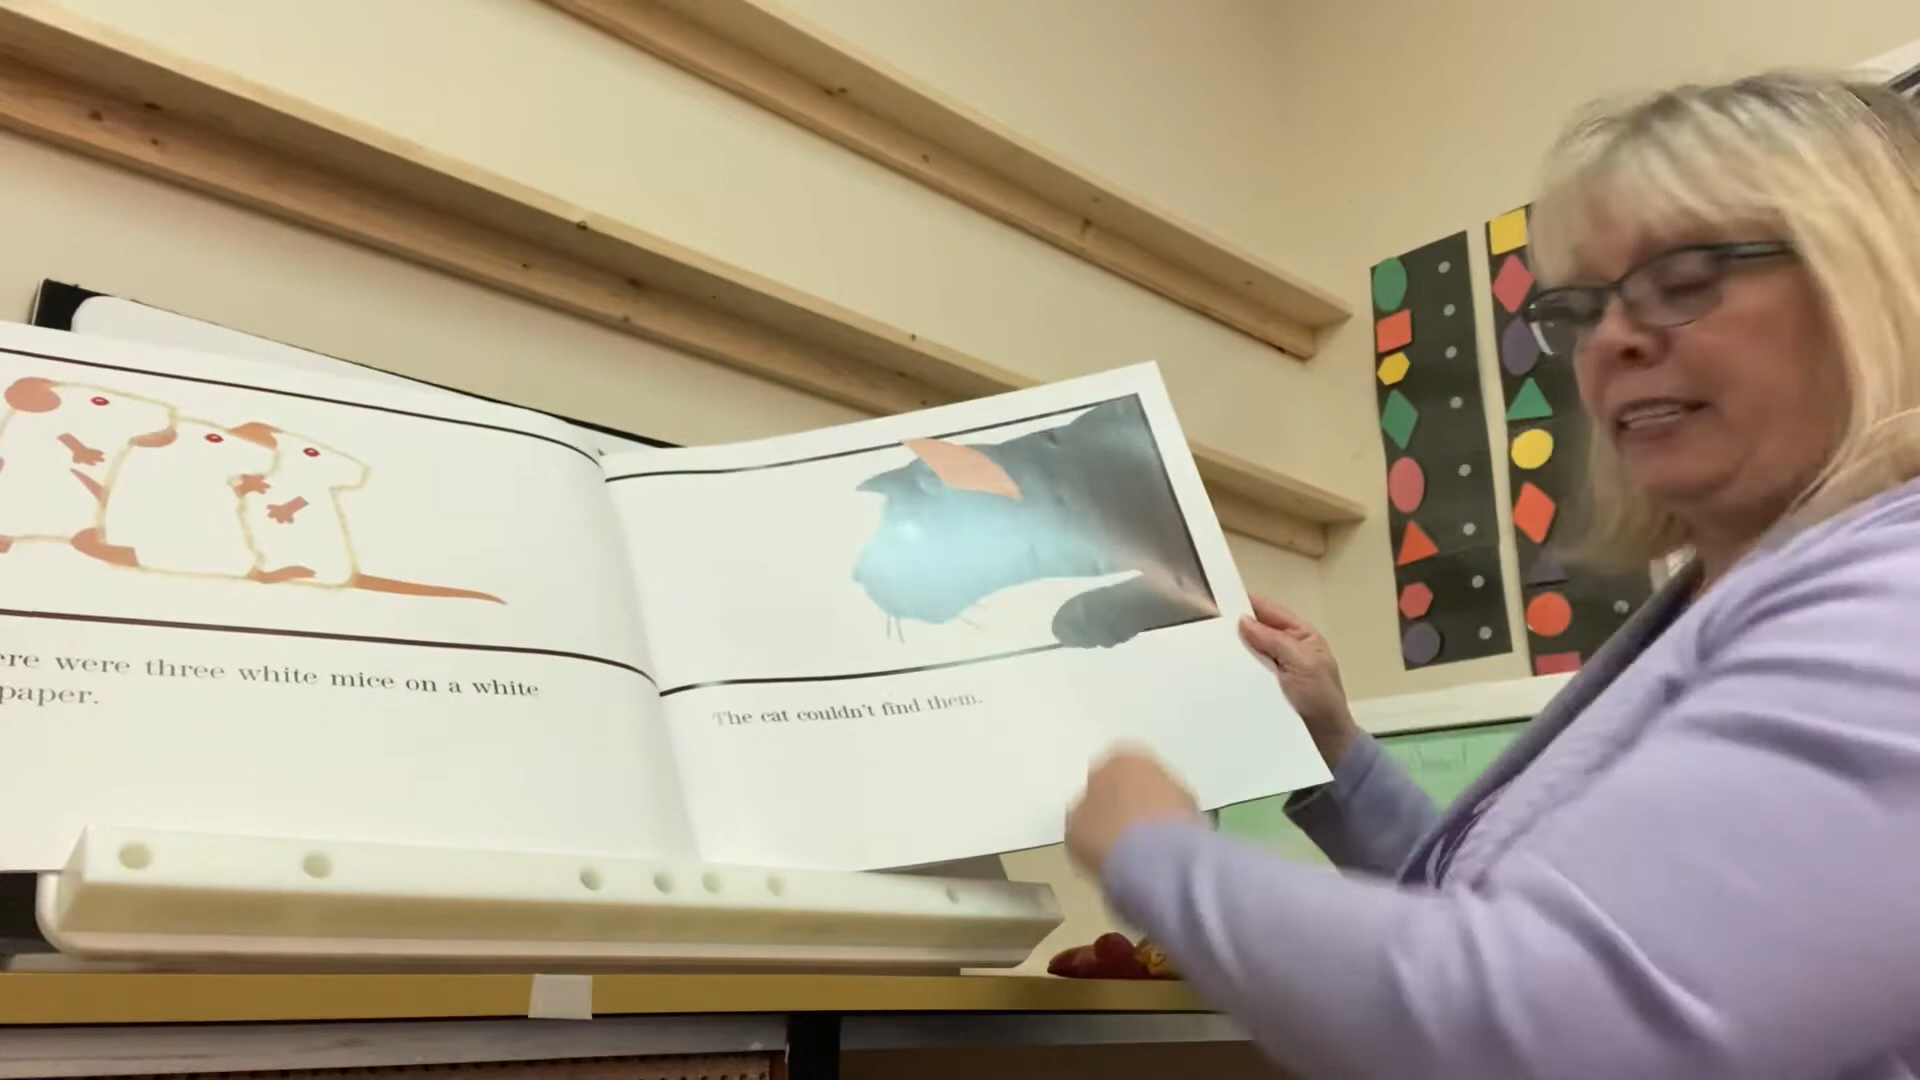 ere were three white mice on a white
paper.
The cat couldn't find them.